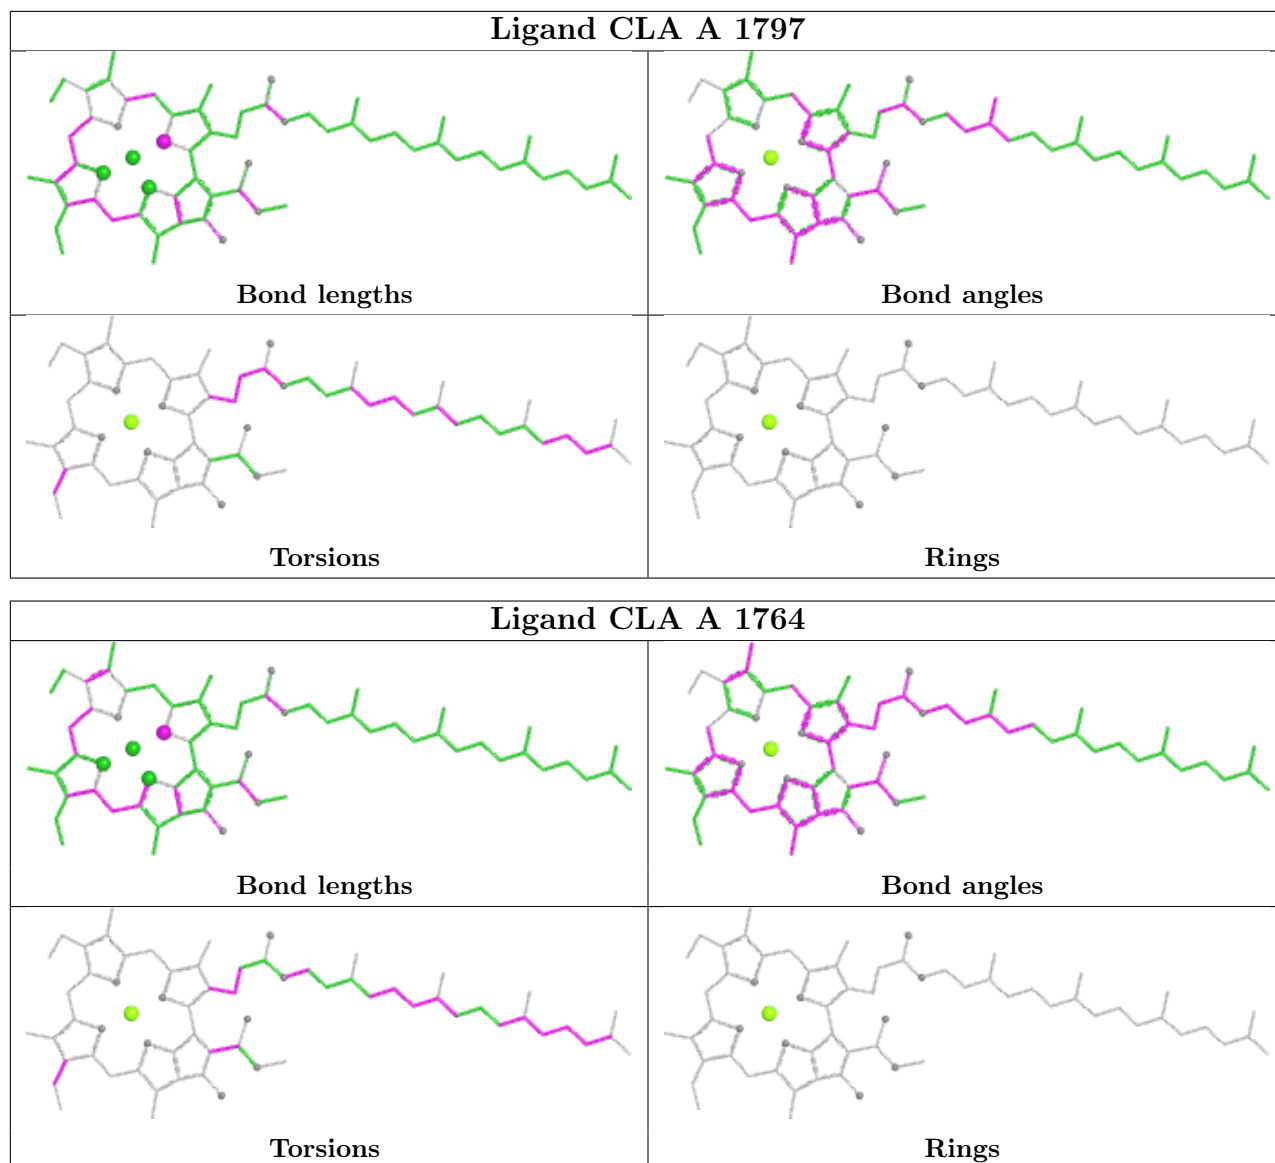 Ligand CLA A 1797
Bond lengths
Bond angles
Torsions
Rings
Ligand CLA A 1764
Bond lengths
Bond angles
Torsions
Rings